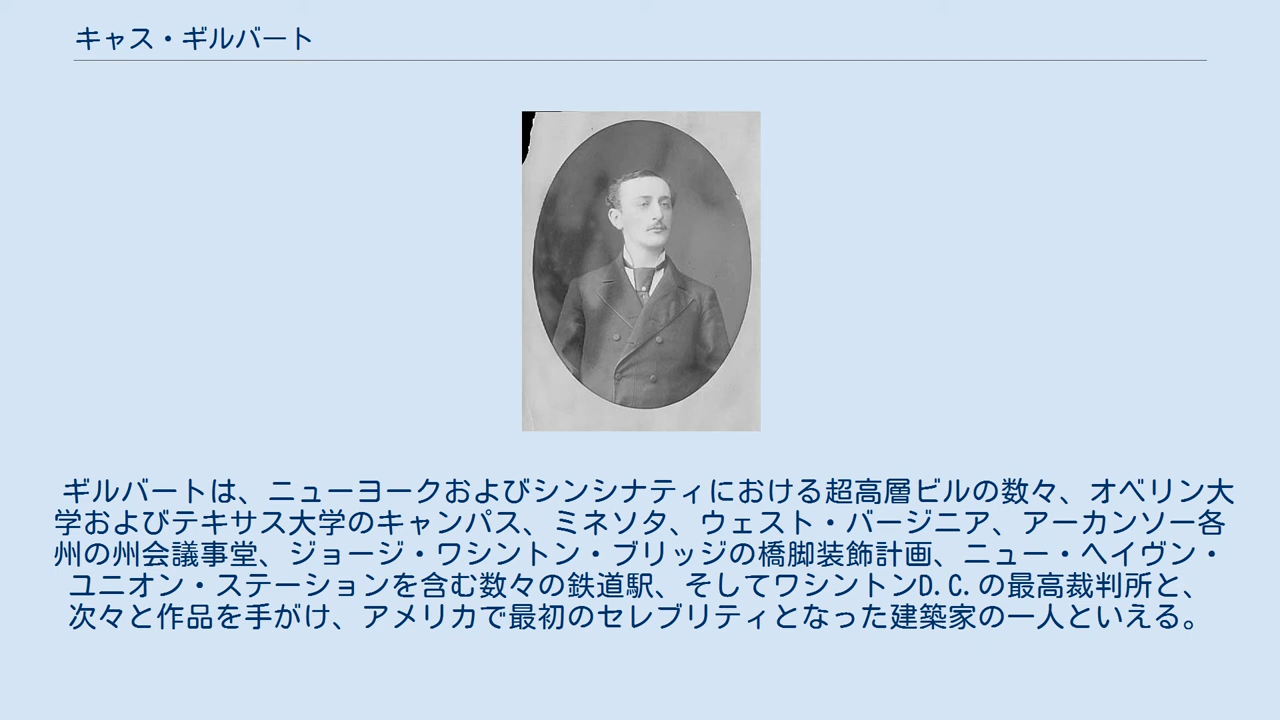 キャス・ギルバート
ギルバートは、ニューヨークおよびシンシナティにおける超高層ビルの数々、オベリン大
学およびテキサス大学のキャンパス、ミネソタ、ウェスト・バージニア、アーカンソー各
州の州会議事堂、ジョージ・ワシントン・ブリッジの橋脚装飾計画、ニュー・ヘイヴン・
ユニオン・ステーションを含む数々の鉄道駅、そしてワシントンD.C.の最高裁判所と、
次々と作品を手がけ、アメリカで最初のセレブリティとなった建築家の一人といえる。